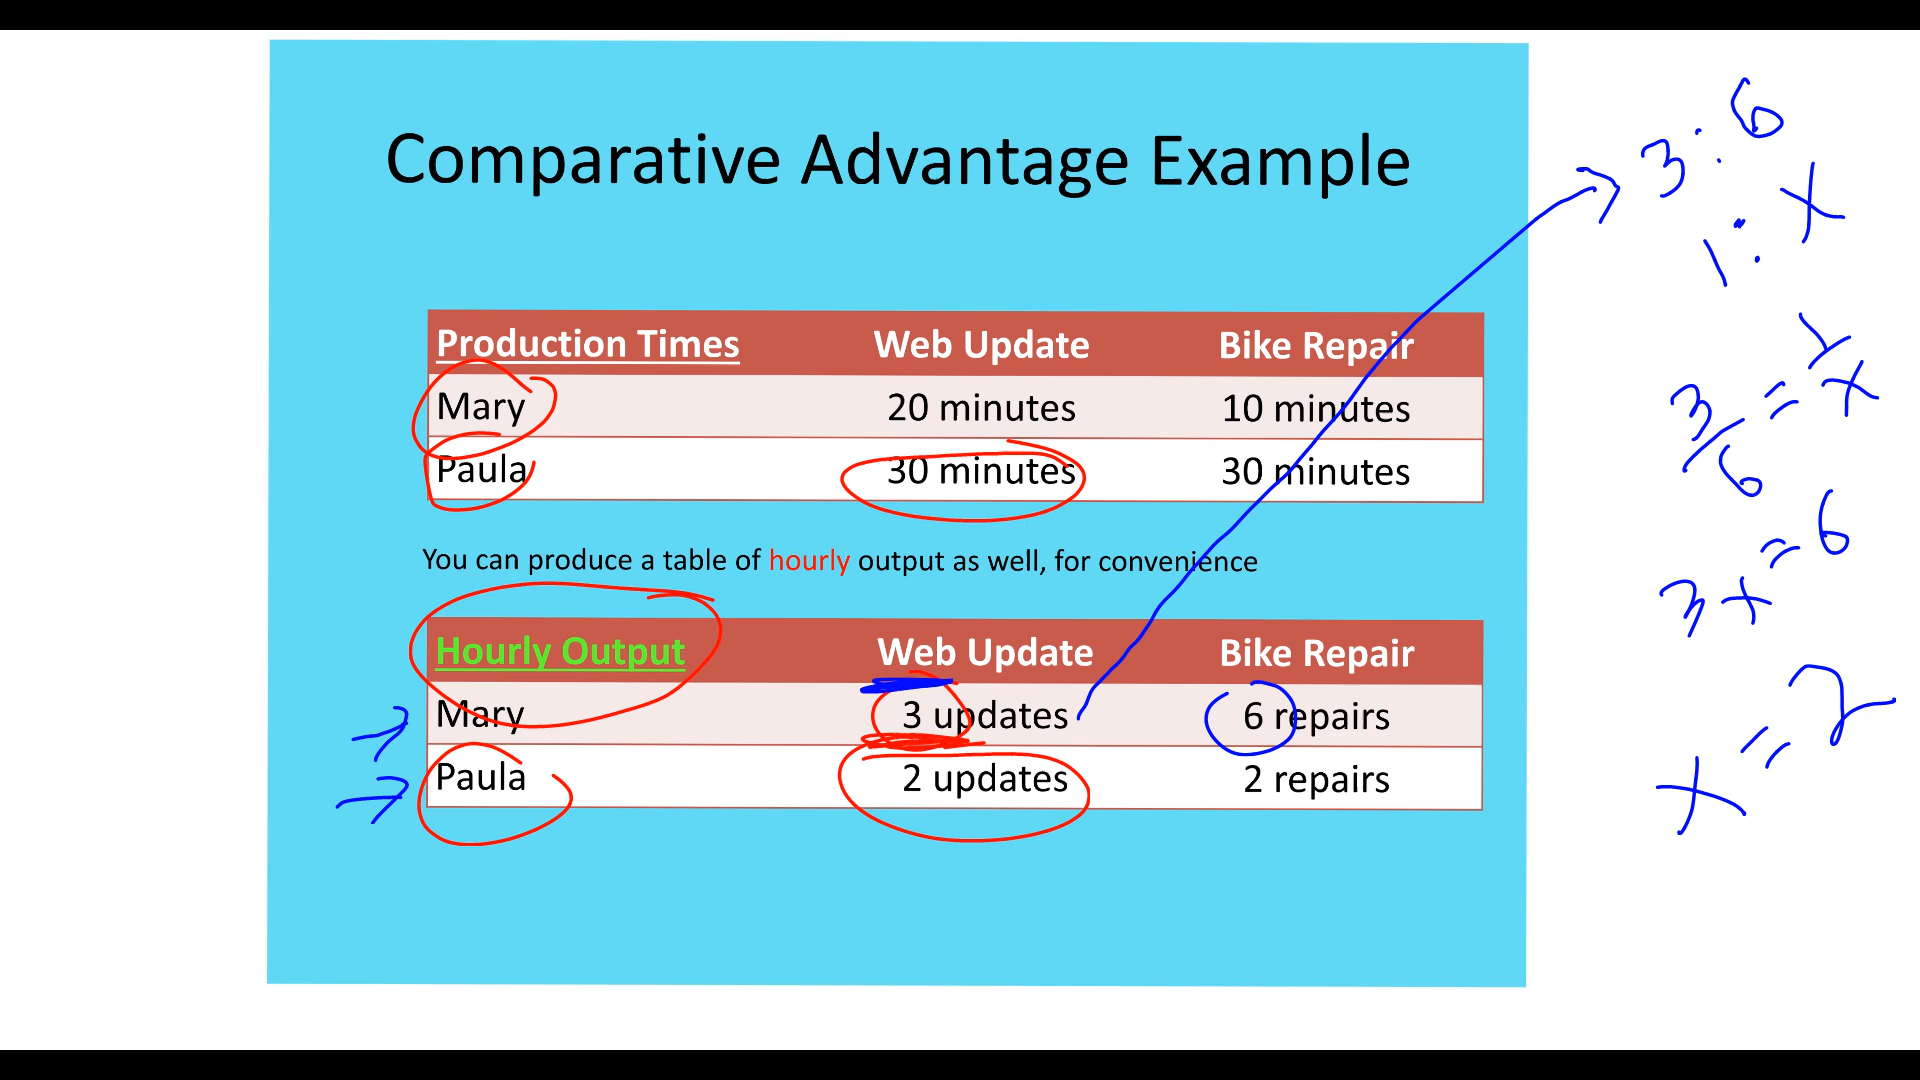 Comparative Advantage Example
Production Times Web Update Bike Repair
Mary 20 minutes 10 minutes
Paula 30 minutes 30 minutes
You can produce a table of hourly output as well, for convenience
Hourly Output Web Update Bike Repair
Mary 3 updates 6 repairs
Paula 2 updates 2 repairs
3:6
1:x
3/6 = 1/x
3x = 6
x = 2